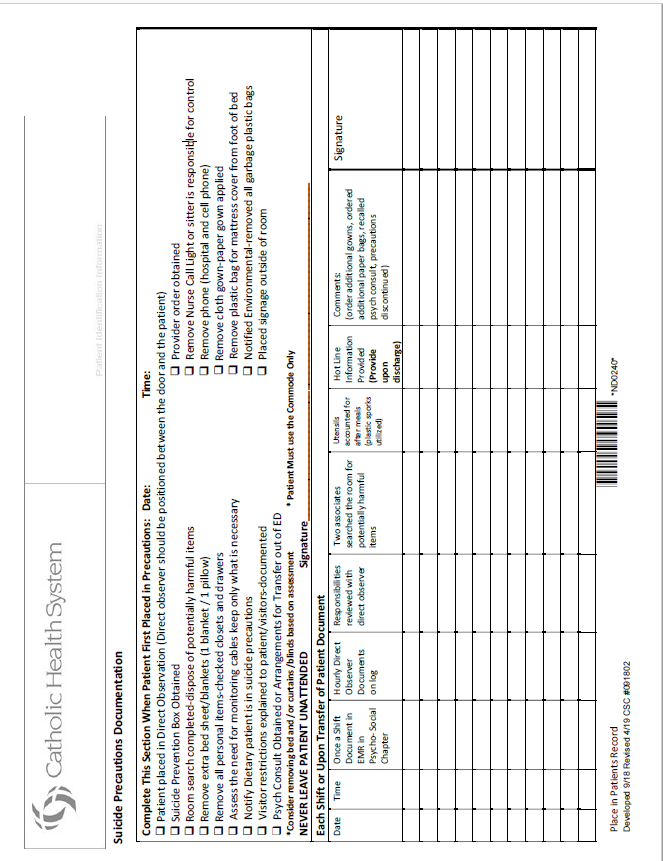 Catholic Health System
Patient Identification Information
Suicide Precautions Documentation
Complete This Section When Patient First Placed in Precautions: Date: Time:
❑ Patient placed in Direct Observation (Direct observer should be positioned between the door and the patient)
❑ Suicide Prevention Box Obtained
❑ Provider order obtained
❑ Room search completed-dispose of potentially harmful items
❑ Remove Nurse Call Light or sitter is responsible for control
❑ Remove extra bed sheet/blankets (1 blanket / 1 pillow)
❑ Remove phone (hospital and cell phone)
❑ Remove all personal items-checked closets and drawers
❑ Remove cloth gown-paper gown applied
❑ Assess the need for monitoring cables keep only what is necessary
❑ Remove plastic bag for mattress cover from foot of bed
❑ Notify Dietary patient is in suicide precautions
❑ Notified Environmental-removed all garbage plastic bags
❑ Visitor restrictions explained to patient/visitors-documented
❑ Placed signage outside of room
❑ Psych Consult Obtained or Arrangements for Transfer out of ED
*Consider removing bed and / or curtains /blinds based on assessment * Patient Must use the Commode Only
NEVER LEAVE PATIENT UNATTENDED Signature
Each Shift or Upon Transfer of Patient Document
Date
Time
Once a Shift
Document in
EMR in
Psycho- Social
Chapter
Hourly Direct
Observer
Documents
on log
Responsibilities
reviewed with
direct observer
Two associates
searched the room for
potentially harmful
items
Utensils
accounted for
after meals
(plastic sporks
utilized)
Hot Line
Information
Provided
(Provide
upon
discharge)
Comments:
(order additional gowns, ordered
additional paper bags, recalled
psych consult, precautions
discontinued)
Signature
Place in Patients Record
Developed 9/18 Revised 4/19 CSC #091802
*ND0240*